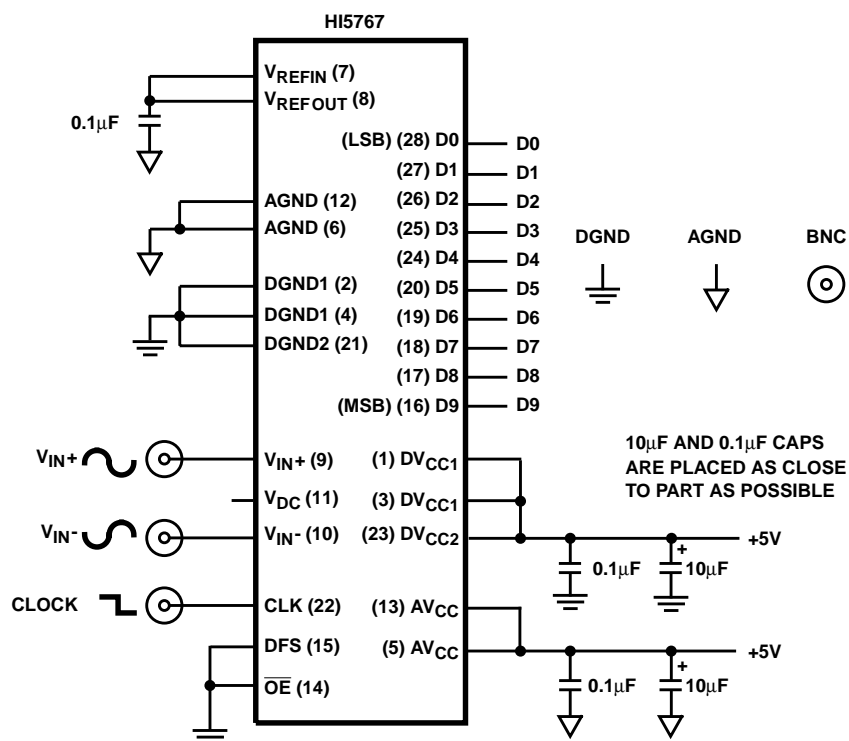 HI5767
VREFIN (7)
VREFOUT (8)
0.1μF
AGND (12)
AGND (6)
DGND1 (2)
DGND1 (4)
DGND2 (21)
VIN+
VIN+ (9)
VDC (11)
VIN-
VIN- (10)
CLOCK
CLK (22)
DFS (15)
OE (14)
(LSB) (28) D0
D0
(27) D1
D1
(26) D2
D2
(25) D3
D3
(24) D4
D4
(20) D5
D5
(19) D6
D6
(18) D7
D7
(17) D8
D8
(MSB) (16) D9
D9
(1) DVCC1
(3) DVCC1
(23) DVCC2
(13) AVCC
(5) AVCC
DGND
AGND
BNC
10μF AND 0.1μF CAPS
ARE PLACED AS CLOSE
TO PART AS POSSIBLE
+5V
0.1μF
+
10μF
+5V
0.1μF
+
10μF